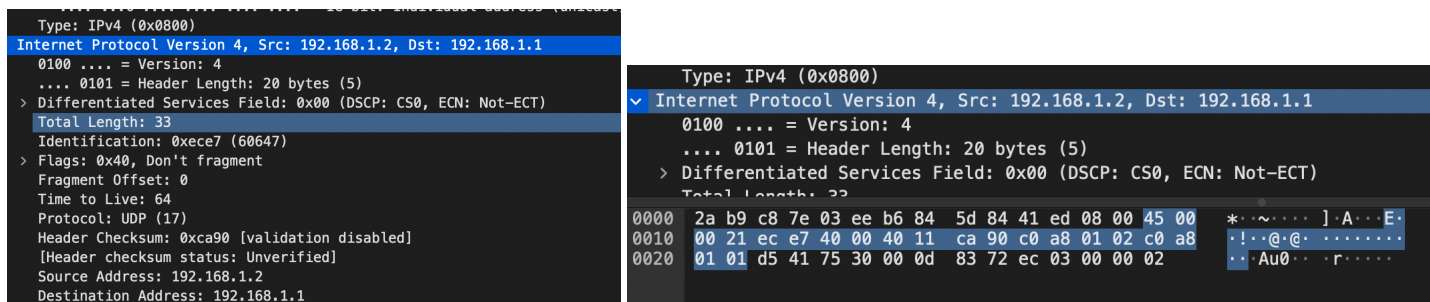 Type: IPv4 (0x0800)
Internet Protocol Version 4, Src: 192.168.1.2, Dst: 192.168.1.1
0100 .... = Version: 4
.... 0101 = Header Length: 20 bytes (5)
> Differentiated Services Field: 0x00 (DSCP: CS0, ECN: Not-ECT)
Total Length: 33
Identification: 0xece7 (60647)
> Flags: 0x40, Don't fragment
Fragment Offset: 0
Time to Live: 64
Protocol: UDP (17)
Header Checksum: 0xca90 [validation disabled]
[Header checksum status: Unverified]
Source Address: 192.168.1.2
Destination Address: 192.168.1.1
Type: IPv4 (0x0800)
Internet Protocol Version 4, Src: 192.168.1.2, Dst: 192.168.1.1
0100 .... = Version: 4
.... 0101 = Header Length: 20 bytes (5)
> Differentiated Services Field: 0x00 (DSCP: CS0, ECN: Not-ECT)
Total Length: 33
0000 2a b9 c8 7e 03 ee b6 84 5d 84 41 ed 08 00 45 00 *··~···· ]·A···E·
0010 00 21 ec e7 40 00 40 11 ca 90 c0 a8 01 02 c0 a8 ·!··@·@· ········
0020 01 01 d5 41 75 30 00 0d 83 72 ec 03 00 00 02 ···Au0·· ·r·····